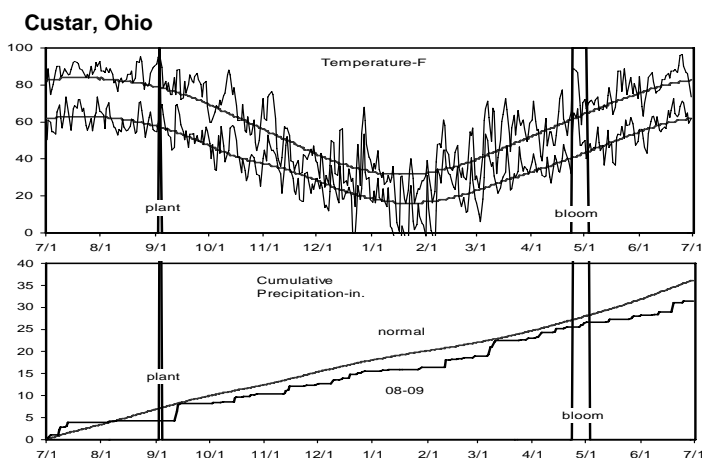 Custar, Ohio
100
80
60
40
20
0
Temperature-F
plant
bloom
7/1 8/1 9/1 10/1 11/1 12/1 1/1 2/1 3/1 4/1 5/1 6/1 7/1
40
35
30
25
20
15
10
5
0
Cumulative
Precipitation-in.
normal
plant
08-09
bloom
7/1 8/1 9/1 10/1 11/1 12/1 1/1 2/1 3/1 4/1 5/1 6/1 7/1